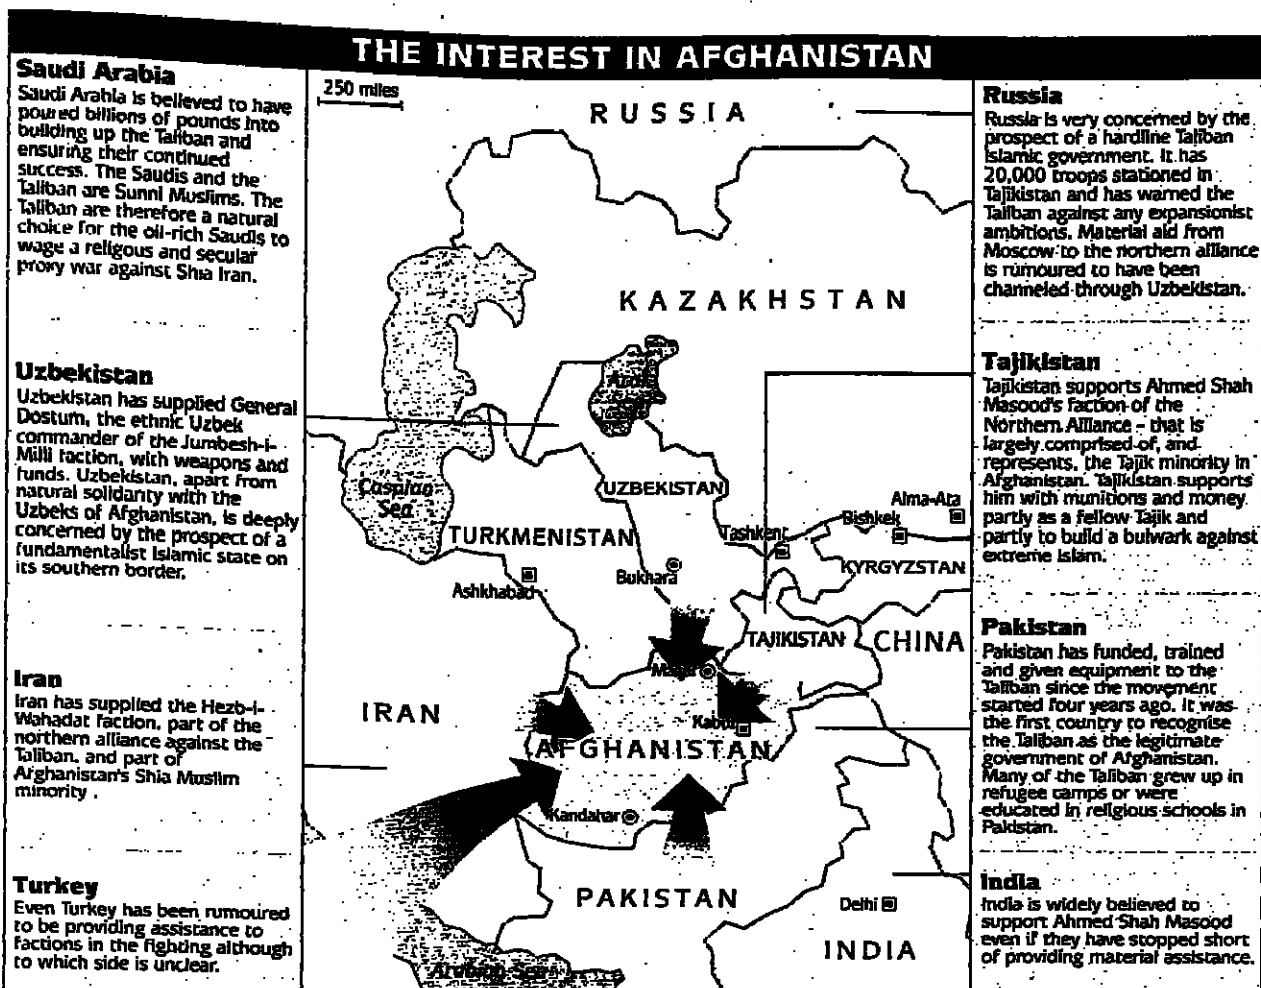 THE INTEREST IN AFGHANISTAN
Saudi Arabia
Saudi Arabia is believed to have
poured billions of pounds into
building up the Taliban and
ensuring their continued
success. The Saudis and the
Taliban are Sunni Muslims. The
Taliban are therefore a natural
choice for the oil-rich Saudis to
wage a religous and secular
proxy war against Shia Iran.
Uzbekistan
Uzbekistan has supplied General
Dostum, the ethnic Uzbek
commander of the Jumbesh-i-
Milli faction, with weapons and
funds. Uzbekistan, apart from
natural solidarity with the
Uzbeks of Afghanistan, is deeply
concerned by the prospect of a
fundamentalist Islamic state on
its southern border.
Iran
Iran has supplied the Hezb-i-
Wahadat faction, part of the
northern alliance against the
Taliban, and part of
Afghanistan's Shia Muslim
minority .
Turkey
Even Turkey has been rumoured
to be providing assistance to
factions in the fighting although
to which side is unclear.
250 miles
RUSSIA
KAZAKHSTAN
Aral
Caspian
Sea
UZBEKISTAN
TURKMENISTAN
Alma-Ata
Bishkek
Tashkent
KYRGYZSTAN
Bukhara
Ashkhabad
TAJIKISTAN
CHINA
IRAN
Kabul
AFGHANISTAN
Kandahar
PAKISTAN
Delhi
INDIA
Arabian Sea
Russia
Russia is very concerned by the
prospect of a hardline Taliban
Islamic government. It has
20,000 troops stationed in
Tajikistan and has warned the
Taliban against any expansionist
ambitions. Material aid from
Moscow to the northern alliance
is rumoured to have been
channeled through Uzbekistan.
Tajikistan
Tajikistan supports Ahmed Shah
Masood's faction of the
Northern Alliance – that is
largely comprised of, and
represents, the Tajik minority in
Afghanistan. Tajikistan supports
him with munitions and money
partly as a fellow Tajik and
partly to build a bulwark against
extreme Islam.
Pakistan
Pakistan has funded, trained
and given equipment to the
Taliban since the movement
started four years ago. It was
the first country to recognise
the Taliban as the legitimate
government of Afghanistan.
Many of the Taliban grew up in
refugee camps or were
educated in religious schools in
Pakistan.
India
India is widely believed to
support Ahmed Shah Masood
even if they have stopped short
of providing material assistance.